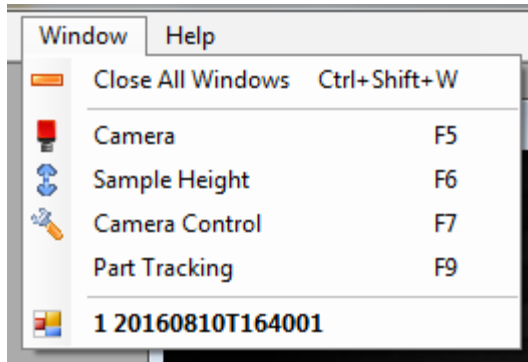 Window Help
Close All Windows Ctrl+Shift+W
Camera F5
Sample Height F6
Camera Control F7
Part Tracking F9
1 20160810T164001